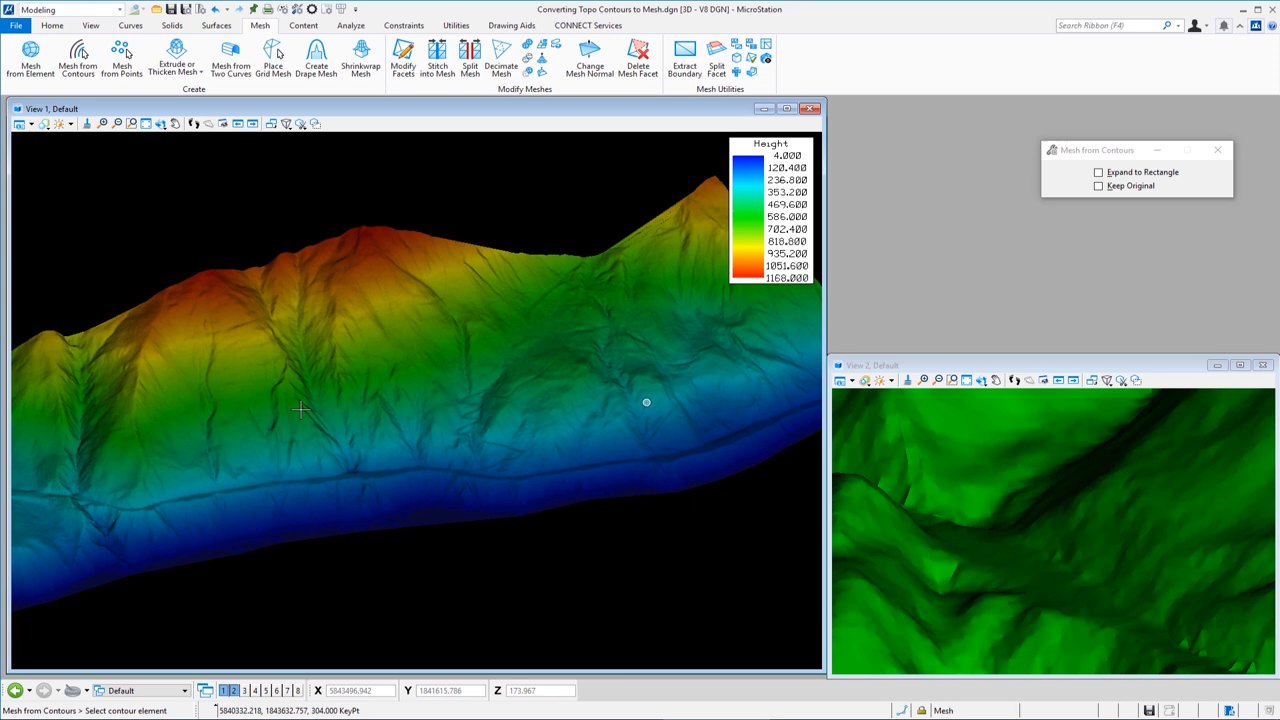 Modeling
Converting Topo Contours to Mesh.dgn [3D - V8 DGN] - MicroStation
File Home View Curves Solids Surfaces Mesh Content Analyze Constraints Utilities Drawing Aids CONNECT Services
Search Ribbon (F4)
Mesh from Element
Mesh from Contours
Mesh from Points
Extrude or Thicken Mesh
Mesh from Two Curves
Place Grid Mesh
Create Drape Mesh
Shrinkwrap Mesh
Modify Facets
Stitch into Mesh
Split Mesh
Decimate Mesh
Change Mesh Normal
Delete Mesh Facet
Extract Boundary
Split Facet
Create
Modify Meshes
Mesh Utilities
View 1, Default
Height
4.000
120.400
236.800
353.200
469.600
586.000
702.400
818.800
935.200
1051.600
1168.000
Mesh from Contours
Expand to Rectangle
Keep Original
View 2, Default
Default
1 2 3 4 5 6 7 8
X 5843496.942
Y 1841615.786
Z 173.967
Mesh from Contours > Select contour element
5840332.218, 1843632.757, 304.000 KeyPt
Mesh